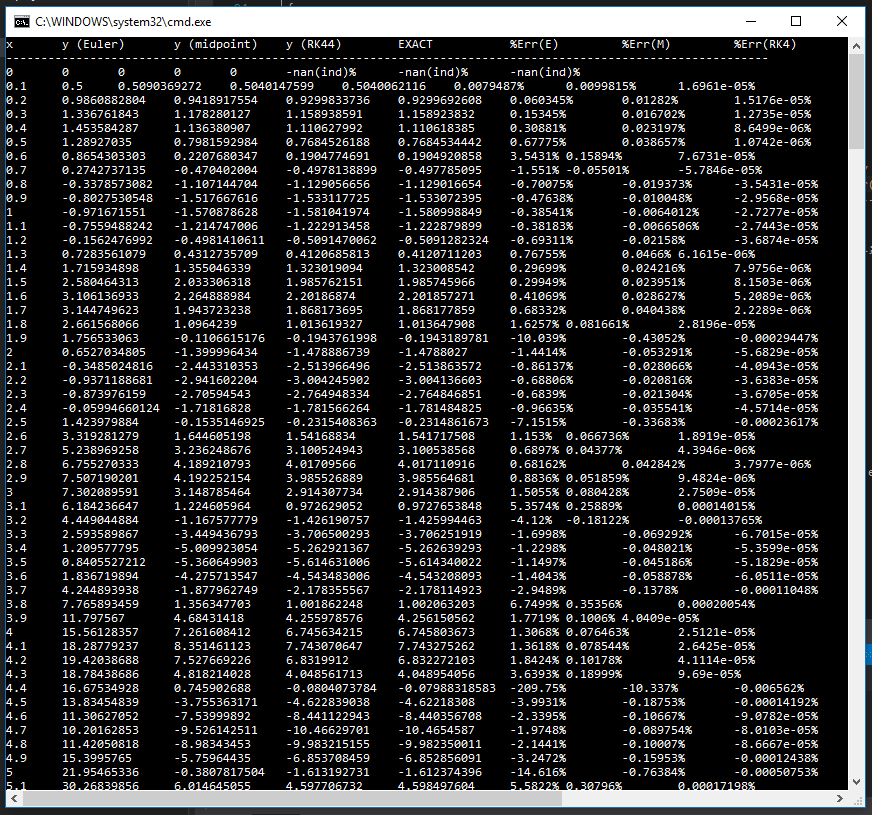 C:\WINDOWS\system32\cmd.exe
x y (Euler) y (midpoint) y (RK44) EXACT %Err(E) %Err(M) %Err(RK4)
--------------------------------------------------------------------------------------------------------
0 0 0 0 0 -nan(ind)% -nan(ind)% -nan(ind)%
0.1 0.5 0.5090369272 0.5040147599 0.5040062116 0.0079487% 0.0099815% 1.6961e-05%
0.2 0.9860882804 0.9418917554 0.9299833736 0.9299692608 0.060345% 0.01282% 1.5176e-05%
0.3 1.336761843 1.178280127 1.158938591 1.158923832 0.15345% 0.016702% 1.2735e-05%
0.4 1.453584287 1.136380907 1.110627992 1.110618385 0.30881% 0.023197% 8.6499e-06%
0.5 1.28927035 0.7981592984 0.7684526188 0.7684534442 0.67775% 0.038657% 1.0742e-06%
0.6 0.8654303303 0.2207680347 0.1904774691 0.1904920858 3.5431% 0.15894% 7.6731e-05%
0.7 0.2742737135 -0.470402004 -0.4978138899 -0.497785095 -1.551% -0.05501% -5.7846e-05%
0.8 -0.3378573082 -1.107144704 -1.129056656 -1.129016654 -0.70075% -0.019373% -3.5431e-05%
0.9 -0.8027530548 -1.517667616 -1.533117725 -1.533072395 -0.47638% -0.010048% -2.9568e-05%
1 -0.971671551 -1.570878628 -1.581041974 -1.580998849 -0.38541% -0.0064012% -2.7277e-05%
1.1 -0.7559488242 -1.214747006 -1.222913458 -1.222879899 -0.38183% -0.0066506% -2.7443e-05%
1.2 -0.1562476992 -0.4981410611 -0.5091470062 -0.5091282324 -0.69311% -0.02158% -3.6874e-05%
1.3 0.7283561079 0.4312735709 0.4120685813 0.4120711203 0.76755% 0.0466% 6.1615e-06%
1.4 1.715934898 1.355046339 1.323019094 1.323008542 0.29699% 0.024216% 7.9756e-06%
1.5 2.580464313 2.033306318 1.985762151 1.985745966 0.29949% 0.023951% 8.1503e-06%
1.6 3.106136933 2.264888984 2.20186874 2.201857271 0.41069% 0.028627% 5.2089e-06%
1.7 3.144749623 1.943723238 1.868173695 1.868177859 0.68332% 0.040438% 2.2289e-06%
1.8 2.661568066 1.0964239 1.013619327 1.013647908 1.6257% 0.081661% 2.8196e-05%
1.9 1.756533063 -0.1106615176 -0.1943761998 -0.1943189781 -10.039% -0.43052% -0.00029447%
2 0.6527034805 -1.399996434 -1.478886739 -1.4788027 -1.4414% -0.053291% -5.6829e-05%
2.1 -0.3485024816 -2.443310353 -2.513966496 -2.513863572 -0.86137% -0.028066% -4.0943e-05%
2.2 -0.9371188681 -2.941602204 -3.004245902 -3.004136603 -0.68806% -0.020816% -3.6383e-05%
2.3 -0.873976159 -2.70594543 -2.764948334 -2.764846851 -0.6839% -0.021304% -3.6705e-05%
2.4 -0.05994660124 -1.71816828 -1.781566264 -1.781484825 -0.96635% -0.035541% -4.5714e-05%
2.5 1.423979884 -0.1535146925 -0.2315408363 -0.2314861673 -7.1515% -0.33683% -0.00023617%
2.6 3.319281279 1.644605198 1.54168834 1.541717508 1.153% 0.066736% 1.8919e-05%
2.7 5.238969258 3.236248676 3.100524943 3.100538568 0.6897% 0.04377% 4.3946e-06%
2.8 6.755270333 4.189210793 4.01709566 4.017110916 0.68162% 0.042842% 3.7977e-06%
2.9 7.507190201 4.192252154 3.985526889 3.985564681 0.8836% 0.051859% 9.4824e-06%
3 7.302089591 3.148785464 2.914307734 2.914387906 1.5055% 0.080428% 2.7509e-05%
3.1 6.184236647 1.224605964 0.972629052 0.9727653848 5.3574% 0.25889% 0.00014015%
3.2 4.449044884 -1.167577779 -1.426190757 -1.425994463 -4.12% -0.18122% -0.00013765%
3.3 2.593589867 -3.449436793 -3.706500293 -3.706251919 -1.6998% -0.069292% -6.7015e-05%
3.4 1.209577795 -5.009923054 -5.262921367 -5.262639293 -1.2298% -0.048021% -5.3599e-05%
3.5 0.8405527212 -5.360649903 -5.614631006 -5.614340022 -1.1497% -0.045186% -5.1829e-05%
3.6 1.836719894 -4.275713547 -4.543483006 -4.543208093 -1.4043% -0.058878% -6.0511e-05%
3.7 4.244893938 -1.877962749 -2.178355567 -2.178114923 -2.9489% -0.1378% -0.00011048%
3.8 7.765893459 1.356347703 1.001862248 1.002063203 6.7499% 0.35356% 0.00020054%
3.9 11.797567 4.68431418 4.255978576 4.256150562 1.7719% 0.1006% 4.0409e-05%
4 15.56128357 7.261608412 6.745634215 6.745803673 1.3068% 0.076463% 2.5121e-05%
4.1 18.28779237 8.351461123 7.743070647 7.743275262 1.3618% 0.078544% 2.6425e-05%
4.2 19.42038688 7.527669226 6.8319912 6.832272103 1.8424% 0.10178% 4.1114e-05%
4.3 18.78438686 4.818214028 4.048561713 4.048954056 3.6393% 0.18999% 9.69e-05%
4.4 16.67534928 0.745902688 -0.0804073784 -0.07988318583 -209.75% -10.337% -0.006562%
4.5 13.83454839 -3.755363171 -4.622839038 -4.62218308 -3.9931% -0.18753% -0.00014192%
4.6 11.30627052 -7.53999892 -8.441122943 -8.440356708 -2.3395% -0.10667% -9.0782e-05%
4.7 10.20162853 -9.526142511 -10.46629701 -10.4654587 -1.9748% -0.089754% -8.0103e-05%
4.8 11.42050818 -8.98343453 -9.983215155 -9.982350011 -2.1441% -0.10007% -8.6667e-05%
4.9 15.3995765 -5.75964435 -6.853708459 -6.852856091 -3.2472% -0.15953% -0.00012438%
5 21.95465336 -0.3807817504 -1.613192731 -1.612374396 -14.616% -0.76384% -0.00050753%
5.1 30.26839856 6.014645055 4.597706732 4.598497604 5.5822% 0.30796% 0.00017198%